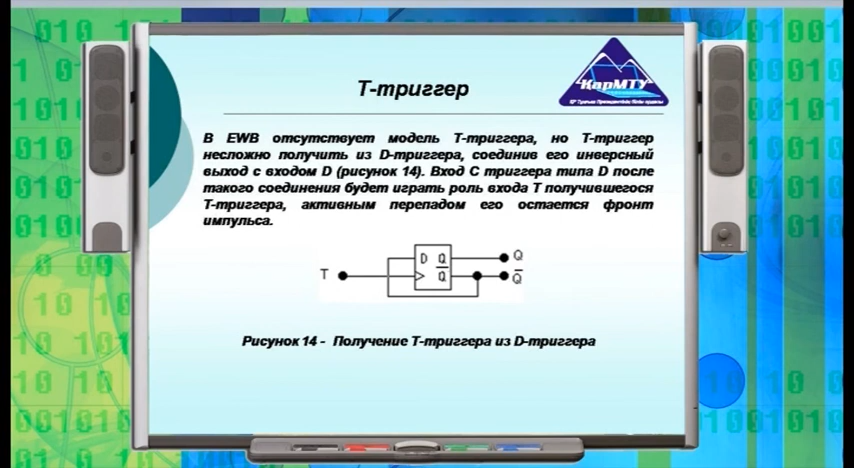 Т-триггер
ҚарМТУ
В EWB отсутствует модель Т-триггера, но Т-триггер
несложно получить из D-триггера, соединив его инверсный
выход с входом D (рисунок 14). Вход С триггера типа D после
такого соединения будет играть роль входа Т получившегося
Т-триггера, активным перепадом его остается фронт
импульса.
D Q
Q
T
Q
Q
Рисунок 14 - Получение Т-триггера из D-триггера